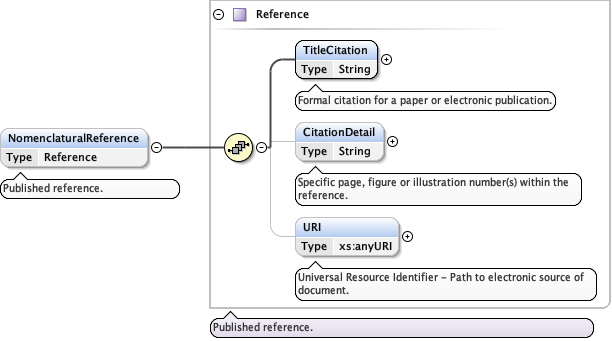 Reference
TitleCitation
Type String
Formal citation for a paper or electronic publication.
NomenclaturalReference
Type Reference
Published reference.
CitationDetail
Type String
Specific page, figure or illustration number(s) within the
reference.
URI
Type xs:anyURI
Universal Resource Identifier - Path to electronic source of
document.
Published reference.